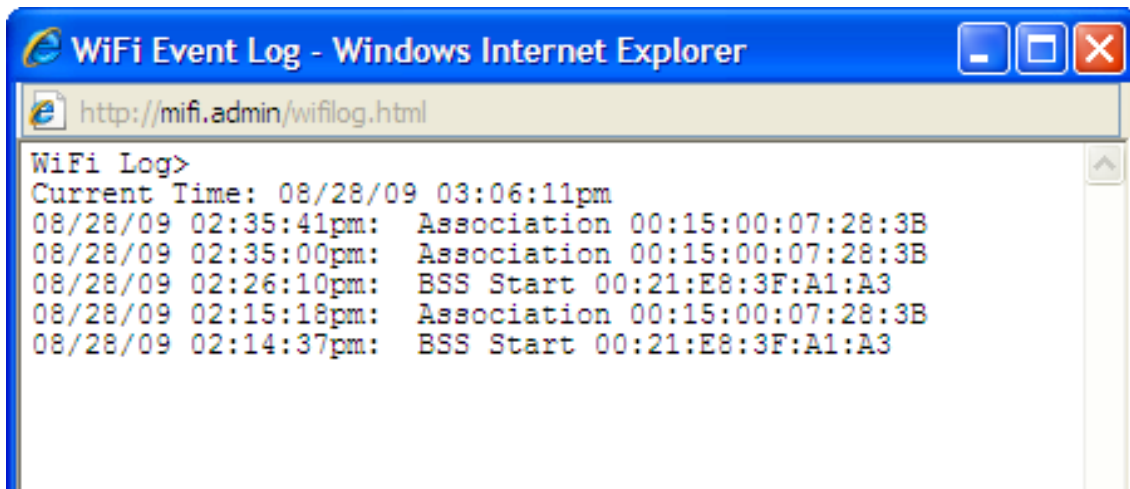 WiFi Event Log - Windows Internet Explorer
http://mifi.admin/wifilog.html
WiFi Log>
Current Time: 08/28/09 03:06:11pm
08/28/09 02:35:41pm:  Association 00:15:00:07:28:3B
08/28/09 02:35:00pm:  Association 00:15:00:07:28:3B
08/28/09 02:26:10pm:  BSS Start 00:21:E8:3F:A1:A3
08/28/09 02:15:18pm:  Association 00:15:00:07:28:3B
08/28/09 02:14:37pm:  BSS Start 00:21:E8:3F:A1:A3